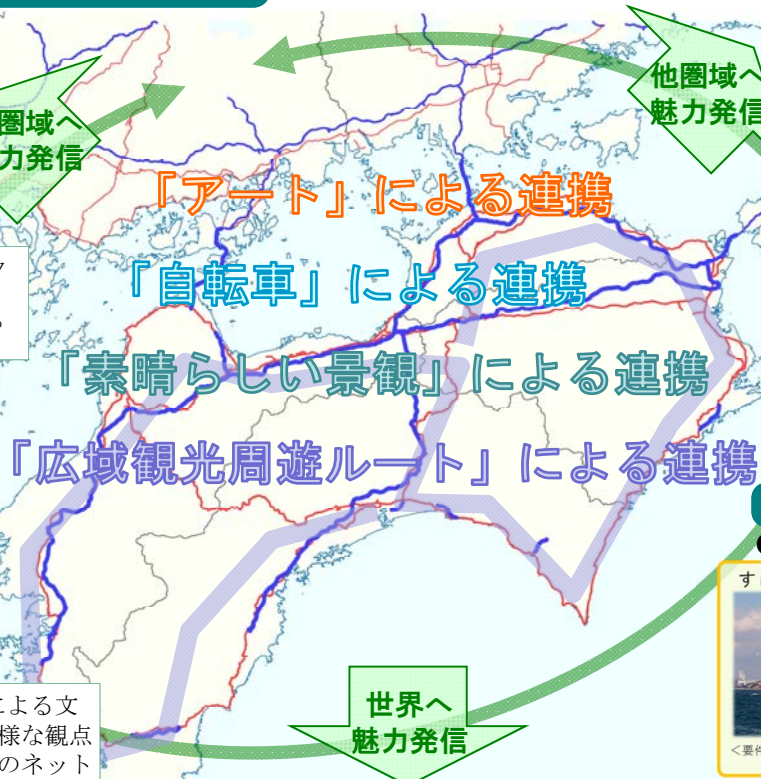 他圏域へ
魅力発信
圏域へ
力発信
「アート」による連携
「自転車」による連携
「素晴らしい景観」による連携
「広域観光周遊ルート」による連携
す
<要件
による文
様な観点
のネット
世界へ
魅力発信